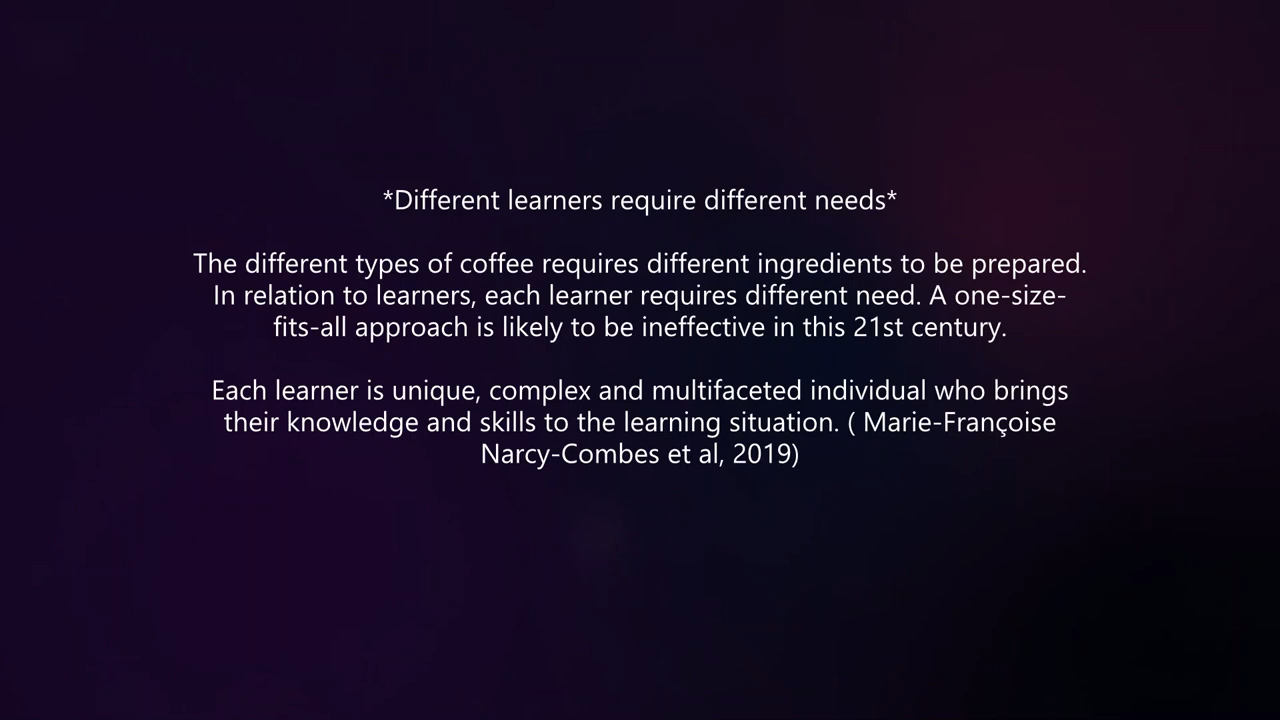 *Different learners require different needs*
The different types of coffee requires different ingredients to be prepared.
In relation to learners, each learner requires different need. A one-size-
fits-all approach is likely to be ineffective in this 21st century.
Each learner is unique, complex and multifaceted individual who brings
their knowledge and skills to the learning situation. ( Marie-Françoise
Narcy-Combes et al, 2019)